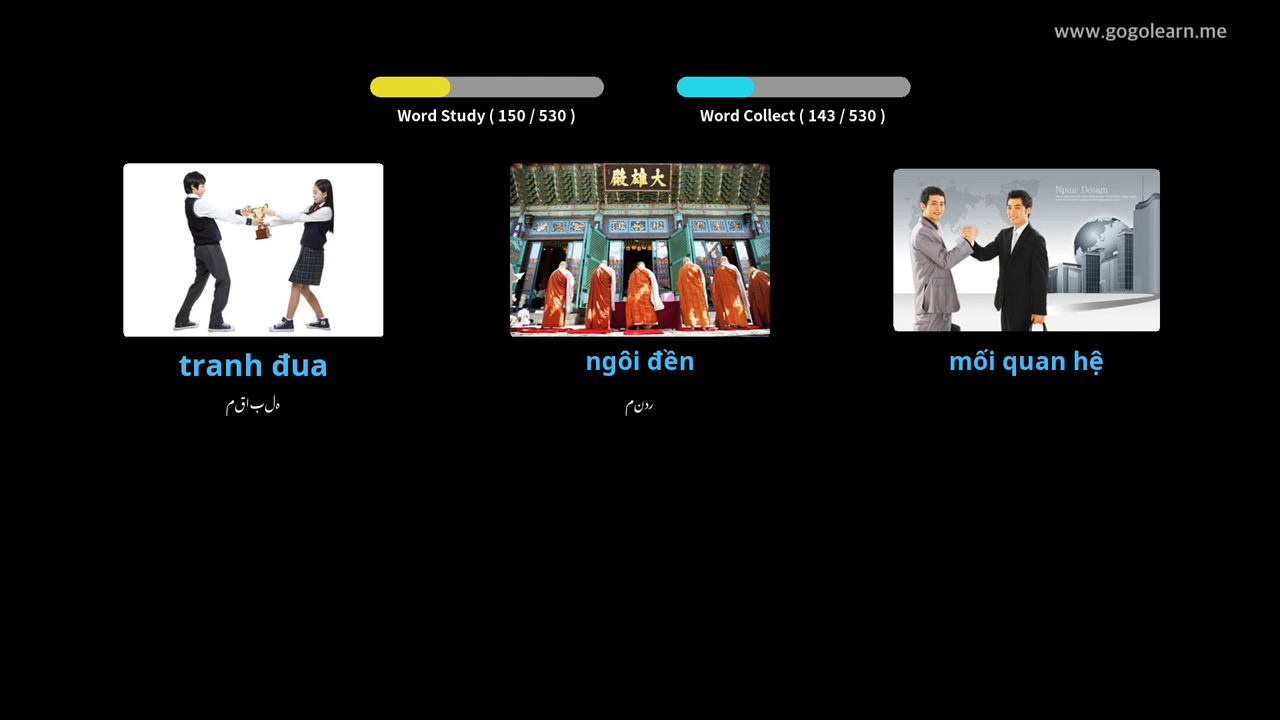 www.gogolearn.me
Word Study ( 150 / 530 )
Word Collect ( 143 / 530 )
大雄殿
Npine Design
tranh đua
ngôi đền
mối quan hệ
مقابلہ
مندر